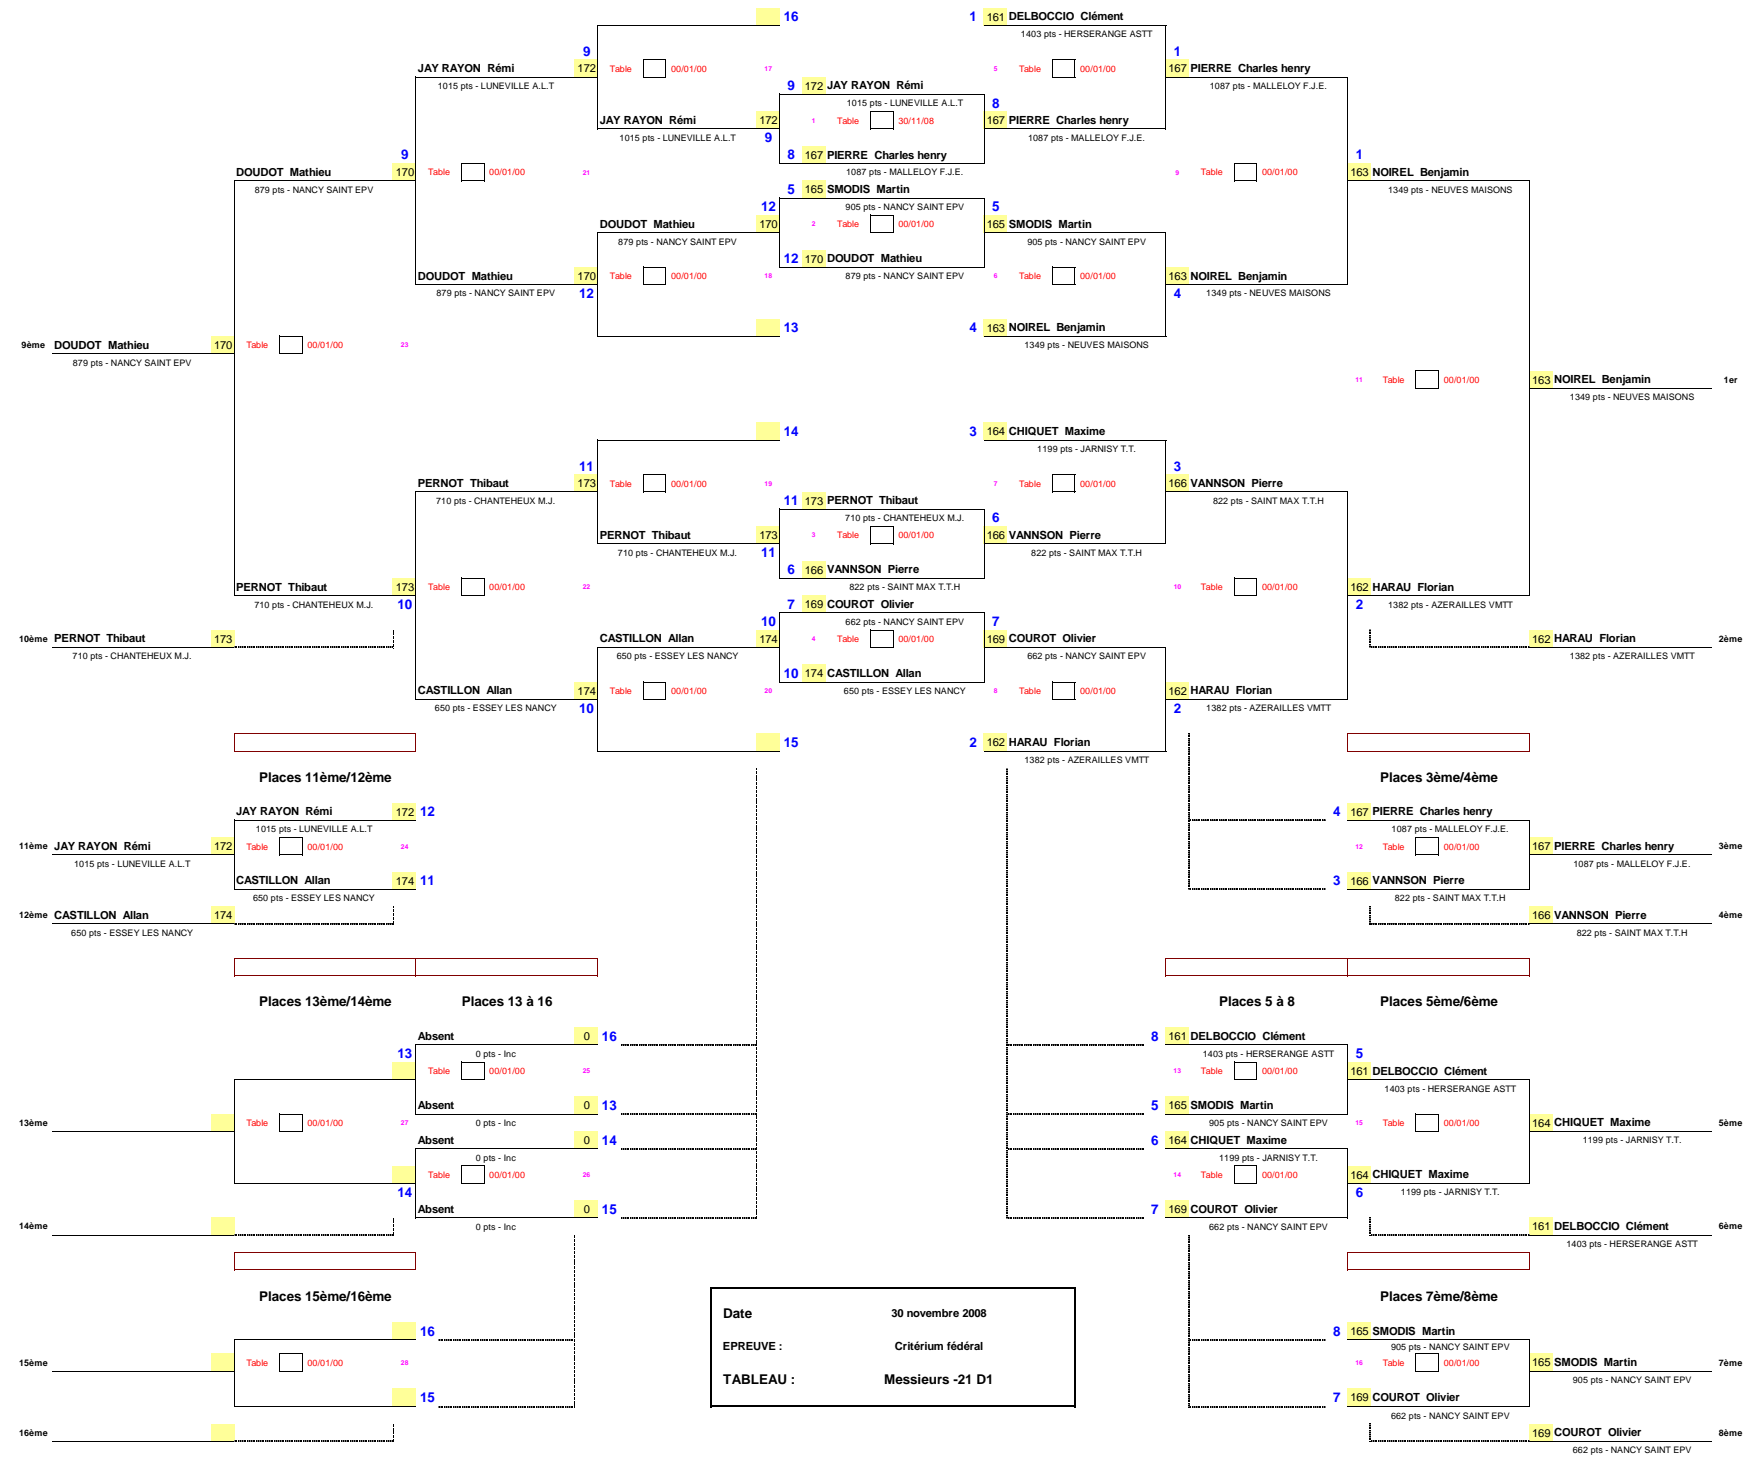 16
1 161 DELBOCCIO Clément
1403 pts - HERSERANGE ASTT
9
1
JAY RAYON Rémi 172 Table 00/01/00 17
5 Table 00/01/00 167 PIERRE Charles henry
1015 pts - LUNEVILLE A.L.T
9 172 JAY RAYON Rémi
1087 pts - MALLELOY F.J.E.
1015 pts - LUNEVILLE A.L.T
8
JAY RAYON Rémi 172 1 Table 30/11/08 167 PIERRE Charles henry
1015 pts - LUNEVILLE A.L.T 9
1087 pts - MALLELOY F.J.E.
9
8 167 PIERRE Charles henry
1
DOUDOT Mathieu 170 Table 00/01/00 21
1087 pts - MALLELOY F.J.E.
9 Table 00/01/00 163 NOIREL Benjamin
879 pts - NANCY SAINT EPV
5 165 SMODIS Martin
1349 pts - NEUVES MAISONS
12 905 pts - NANCY SAINT EPV 5
DOUDOT Mathieu 170 2 Table 00/01/00 165 SMODIS Martin
879 pts - NANCY SAINT EPV
905 pts - NANCY SAINT EPV
12 170 DOUDOT Mathieu
DOUDOT Mathieu 170 Table 00/01/00 18
879 pts - NANCY SAINT EPV
6 Table 00/01/00 163 NOIREL Benjamin
879 pts - NANCY SAINT EPV 12
4 1349 pts - NEUVES MAISONS
13
4 163 NOIREL Benjamin
1349 pts - NEUVES MAISONS
9ème DOUDOT Mathieu 170 Table 00/01/00 23
879 pts - NANCY SAINT EPV
11 Table 00/01/00 163 NOIREL Benjamin 1er
1349 pts - NEUVES MAISONS
14
3 164 CHIQUET Maxime
1199 pts - JARNISY T.T.
11
3
PERNOT Thibaut 173 Table 00/01/00 19
7 Table 00/01/00 166 VANNSON Pierre
710 pts - CHANTEHEUX M.J.
11 173 PERNOT Thibaut
822 pts - SAINT MAX T.T.H
710 pts - CHANTEHEUX M.J. 6
PERNOT Thibaut 173 3 Table 00/01/00 166 VANNSON Pierre
710 pts - CHANTEHEUX M.J. 11
822 pts - SAINT MAX T.T.H
6 166 VANNSON Pierre
PERNOT Thibaut 173 Table 00/01/00 22
822 pts - SAINT MAX T.T.H
10 Table 00/01/00 162 HARAU Florian
710 pts - CHANTEHEUX M.J. 10
7 169 COUROT Olivier
2 1382 pts - AZERAILLES VMTT
10 662 pts - NANCY SAINT EPV 7
10ème PERNOT Thibaut 173
CASTILLON Allan 174 4 Table 00/01/00 169 COUROT Olivier
162 HARAU Florian 2ème
710 pts - CHANTEHEUX M.J.
650 pts - ESSEY LES NANCY
662 pts - NANCY SAINT EPV
1382 pts - AZERAILLES VMTT
10 174 CASTILLON Allan
CASTILLON Allan 174 Table 00/01/00 20
650 pts - ESSEY LES NANCY
8 Table 00/01/00 162 HARAU Florian
650 pts - ESSEY LES NANCY 10
2 1382 pts - AZERAILLES VMTT
15
2 162 HARAU Florian
1382 pts - AZERAILLES VMTT
Places 11ème/12ème
Places 3ème/4ème
JAY RAYON Rémi 172 12
4 167 PIERRE Charles henry
1015 pts - LUNEVILLE A.L.T
1087 pts - MALLELOY F.J.E.
11ème JAY RAYON Rémi 172 Table 00/01/00 24
12 Table 00/01/00 167 PIERRE Charles henry 3ème
1015 pts - LUNEVILLE A.L.T
1087 pts - MALLELOY F.J.E.
CASTILLON Allan 174 11
3 166 VANNSON Pierre
650 pts - ESSEY LES NANCY
822 pts - SAINT MAX T.T.H
12ème CASTILLON Allan 174
166 VANNSON Pierre 4ème
650 pts - ESSEY LES NANCY
822 pts - SAINT MAX T.T.H
Places 13ème/14ème Places 13 à 16
Places 5 à 8 Places 5ème/6ème
Absent 0 16
8 161 DELBOCCIO Clément
13 0 pts - Inc
1403 pts - HERSERANGE ASTT 5
Table 00/01/00 25
13 Table 00/01/00 161 DELBOCCIO Clément
1403 pts - HERSERANGE ASTT
Absent 0 13
5 165 SMODIS Martin
13ème Table 00/01/00 27 0 pts - Inc
905 pts - NANCY SAINT EPV 15 Table 00/01/00 164 CHIQUET Maxime 5ème
Absent 0 14
6 164 CHIQUET Maxime
1199 pts - JARNISY T.T.
0 pts - Inc
1199 pts - JARNISY T.T.
Table 00/01/00 26
14 Table 00/01/00 164 CHIQUET Maxime
14
6 1199 pts - JARNISY T.T.
Absent 0 15
7 169 COUROT Olivier
14ème
0 pts - Inc
662 pts - NANCY SAINT EPV
161 DELBOCCIO Clément 6ème
1403 pts - HERSERANGE ASTT
Places 15ème/16ème
Places 7ème/8ème
Date 30 novembre 2008
16
8 165 SMODIS Martin
EPREUVE : Critérium fédéral
905 pts - NANCY SAINT EPV
15ème Table 00/01/00 28
16 Table 00/01/00 165 SMODIS Martin 7ème
TABLEAU : Messieurs -21 D1
905 pts - NANCY SAINT EPV
15
7 169 COUROT Olivier
662 pts - NANCY SAINT EPV
16ème
169 COUROT Olivier 8ème
662 pts - NANCY SAINT EPV